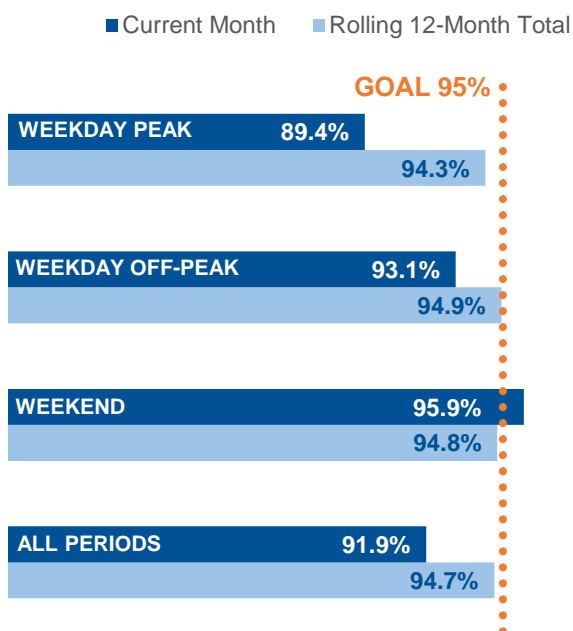 Current Month Rolling 12-Month Total
GOAL 95%
WEEKDAY PEAK 89.4%
94.3%
WEEKDAY OFF-PEAK 93.1%
94.9%
WEEKEND 95.9%
94.8%
ALL PERIODS 91.9%
94.7%